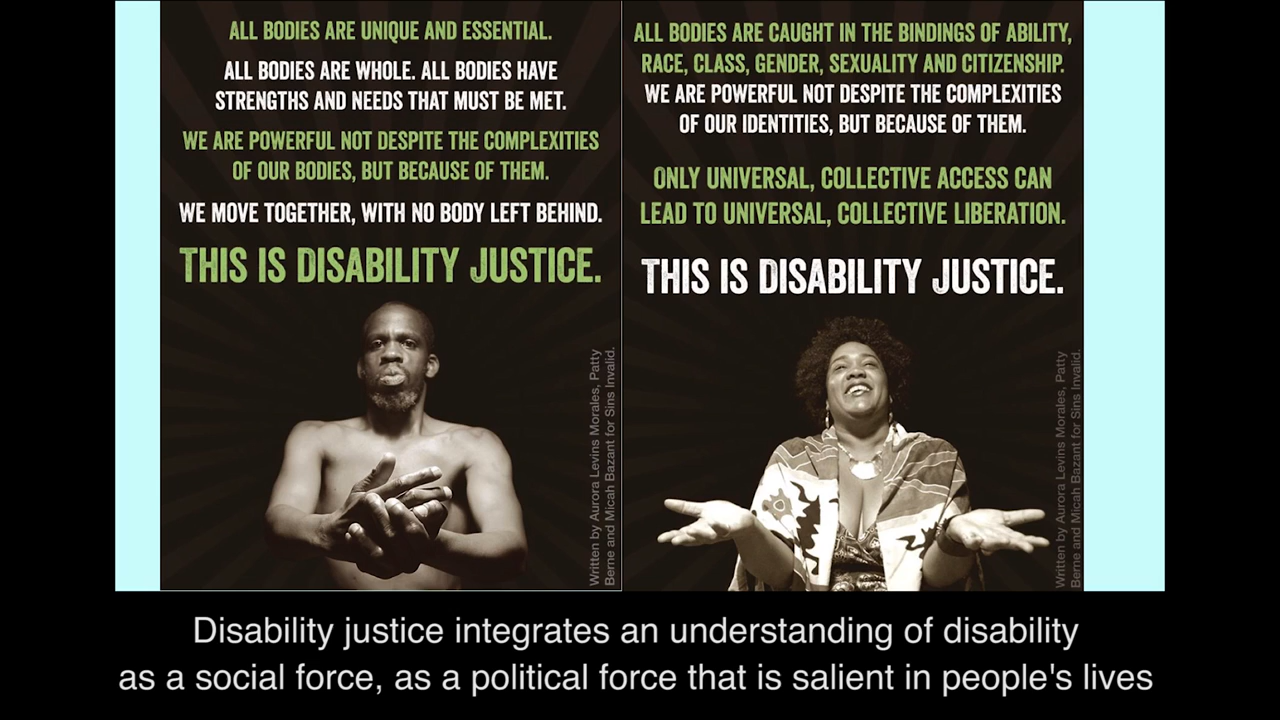 ALL BODIES ARE UNIQUE AND ESSENTIAL.
ALL BODIES ARE WHOLE. ALL BODIES HAVE
STRENGTHS AND NEEDS THAT MUST BE MET.
WE ARE POWERFUL NOT DESPITE THE COMPLEXITIES
OF OUR BODIES, BUT BECAUSE OF THEM.
WE MOVE TOGETHER, WITH NO BODY LEFT BEHIND.
THIS IS DISABILITY JUSTICE.
Written by Aurora Levins Morales, Patty
Berne and Micah Bazant for Sins Invalid.
ALL BODIES ARE CAUGHT IN THE BINDINGS OF ABILITY,
RACE, CLASS, GENDER, SEXUALITY AND CITIZENSHIP.
WE ARE POWERFUL NOT DESPITE THE COMPLEXITIES
OF OUR IDENTITIES, BUT BECAUSE OF THEM.
ONLY UNIVERSAL, COLLECTIVE ACCESS CAN
LEAD TO UNIVERSAL, COLLECTIVE LIBERATION.
THIS IS DISABILITY JUSTICE.
Written by Aurora Levins Morales, Patty
Berne and Micah Bazant for Sins Invalid.
Disability justice integrates an understanding of disability
as a social force, as a political force that is salient in people's lives